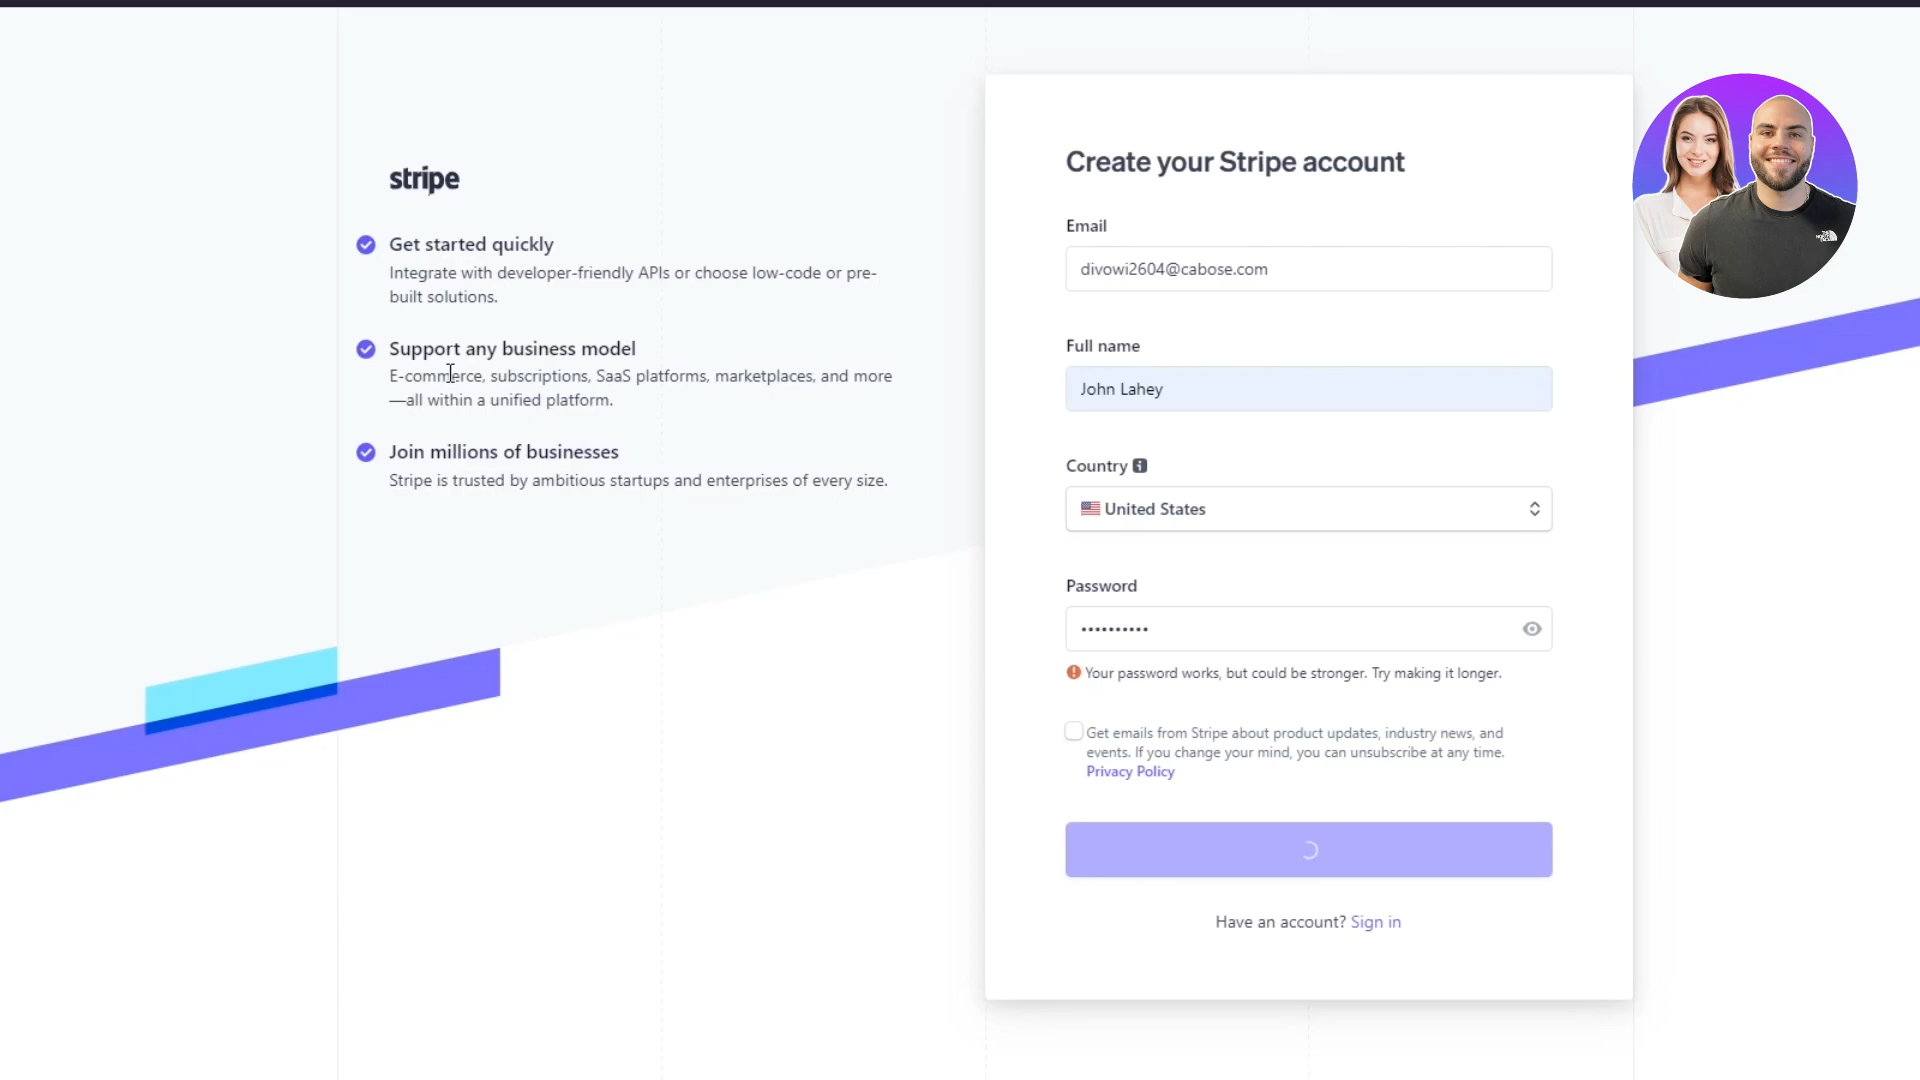 stripe
Get started quickly
Integrate with developer-friendly APIs or choose low-code or pre-
built solutions.
Support any business model
E-commerce, subscriptions, SaaS platforms, marketplaces, and more
—all within a unified platform.
Join millions of businesses
Stripe is trusted by ambitious startups and enterprises of every size.
Create your Stripe account
Email
divowi2604@cabose.com
Full name
John Lahey
Country
United States
Password
••••••••••
Your password works, but could be stronger. Try making it longer.
Get emails from Stripe about product updates, industry news, and
events. If you change your mind, you can unsubscribe at any time.
Privacy Policy
Have an account? Sign in
THE
NORTH
FACE